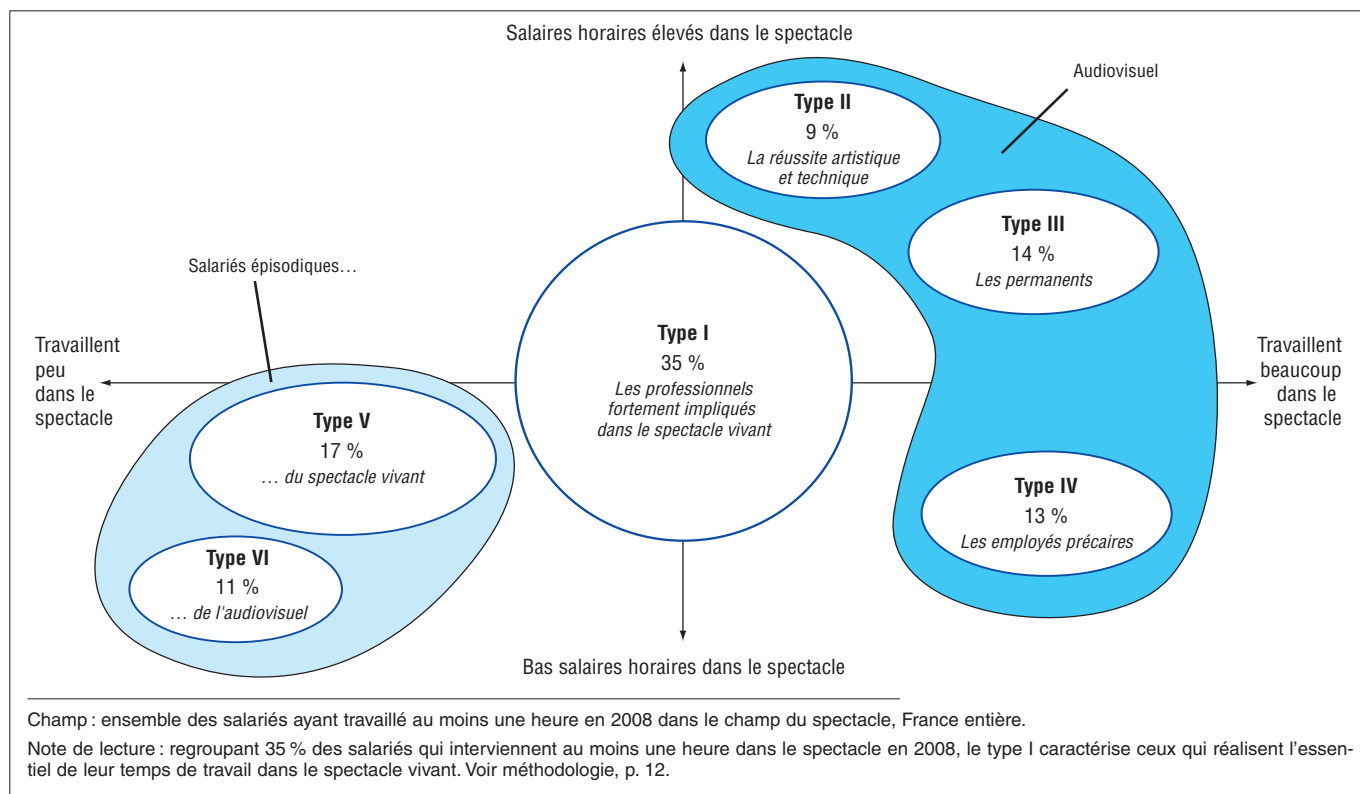 Salaires horaires élevés dans le spectacle
Audiovisuel
Type II
9 %
La réussite artistique
et technique
Type III
14 %
Les permanents
Salariés épisodiques…
Type I
35 %
Les professionnels
fortement impliqués
dans le spectacle vivant
Travaillent
peu
dans le
spectacle
Travaillent
beaucoup
dans le
spectacle
Type V
17 %
… du spectacle vivant
Type IV
13 %
Les employés précaires
Type VI
11 %
… de l'audiovisuel
Bas salaires horaires dans le spectacle
Champ : ensemble des salariés ayant travaillé au moins une heure en 2008 dans le champ du spectacle, France entière.
Note de lecture : regroupant 35 % des salariés qui interviennent au moins une heure dans le spectacle en 2008, le type I caractérise ceux qui réalisent l’essen-
tiel de leur temps de travail dans le spectacle vivant. Voir méthodologie, p. 12.